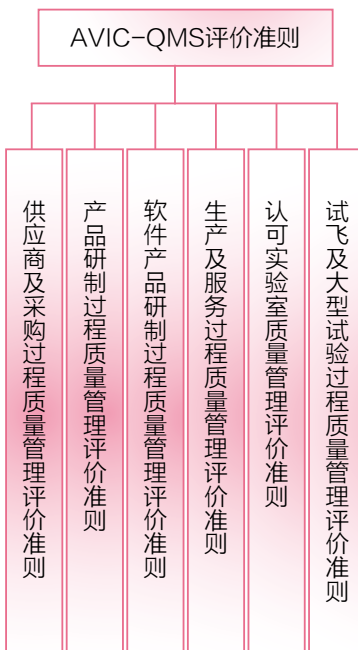 AVIC-QMS评价准则
供应商及采购过程质量管理评价准则
产品研制过程质量管理评价准则
软件产品研制过程质量管理评价准则
生产及服务过程质量管理评价准则
认可实验室质量管理评价准则
试飞及大型试验过程质量管理评价准则